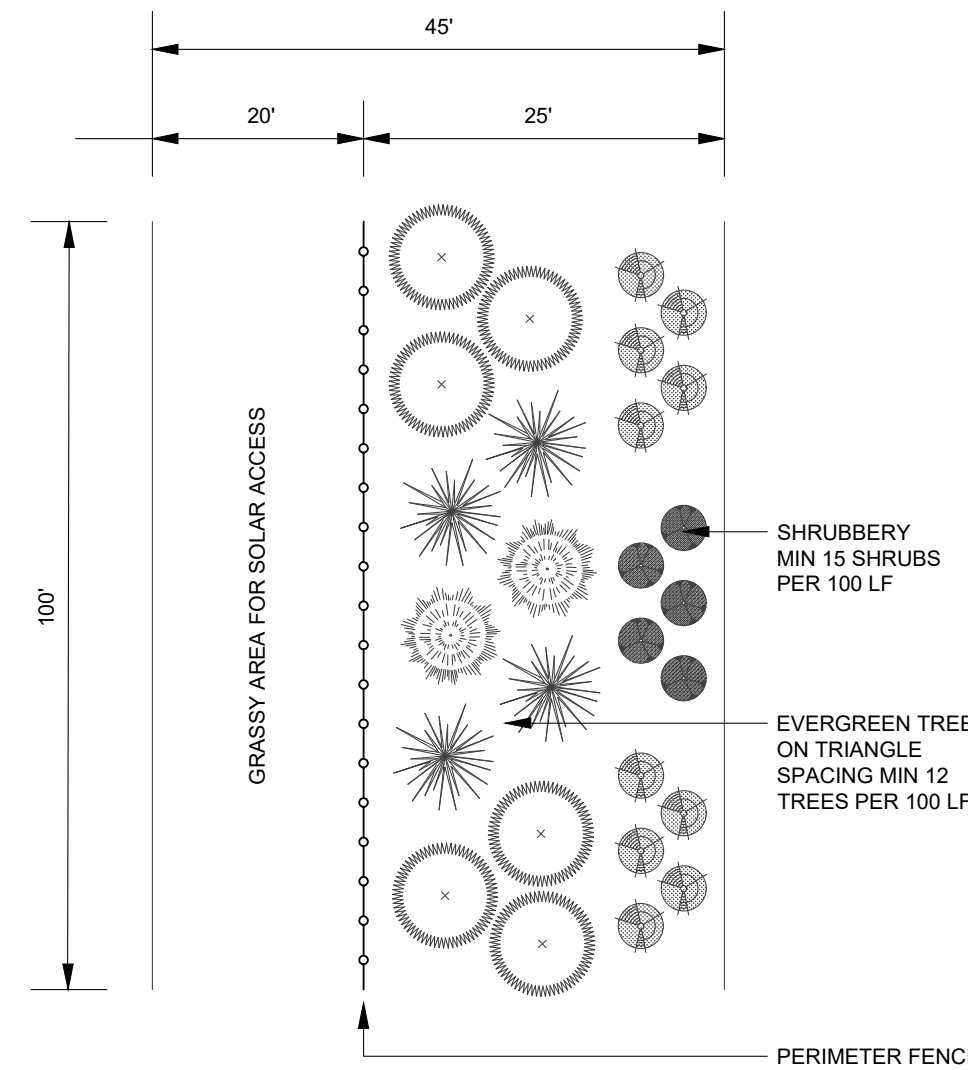 45'
20'
25'
100'
GRASSY AREA FOR SOLAR ACCESS
SHRUBBERY
MIN 15 SHRUBS
PER 100 LF
EVERGREEN TREE
ON TRIANGLE
SPACING MIN 12
TREES PER 100 LF
PERIMETER FENC